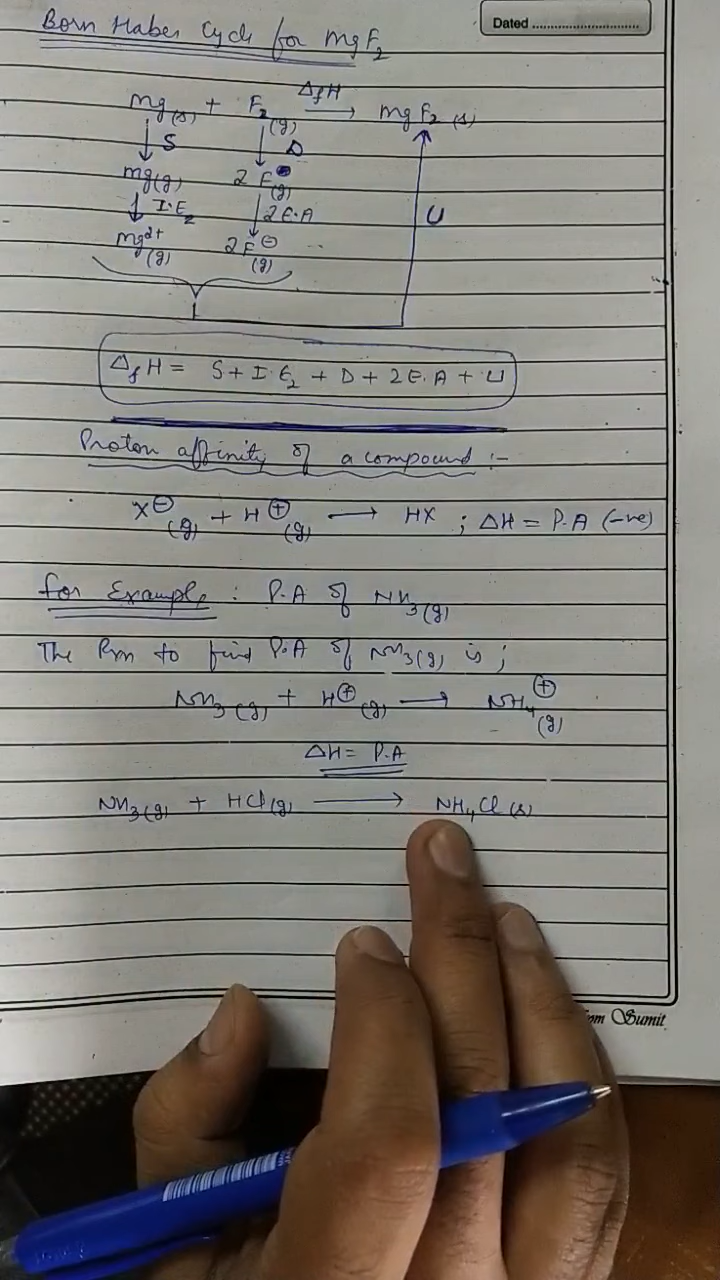 Born Haber Cycle for MgF₂
Dated
Mg(s) + F₂(g) ΔfH → MgF₂(s)
↓ S ↓ D
Mg(g) 2F(g)
↓ I.E₂ ↓ 2E.A U
Mg²⁺(g) 2F⊖(g)
ΔfH = S + I.E₂ + D + 2E.A + U
Proton affinity of a compound :-
X⊖(g) + H⊕(g) → HX ; ΔH = P.A (-ve)
for Example : P.A of NH₃(g)
The Rxn to find P.A of NH₃(g) is ;
NH₃(g) + H⊕(g) → NH₄⊕(g)
ΔH = P.A
NH₃(g) + HCl(g) → NH₄Cl(s)
om Sumit